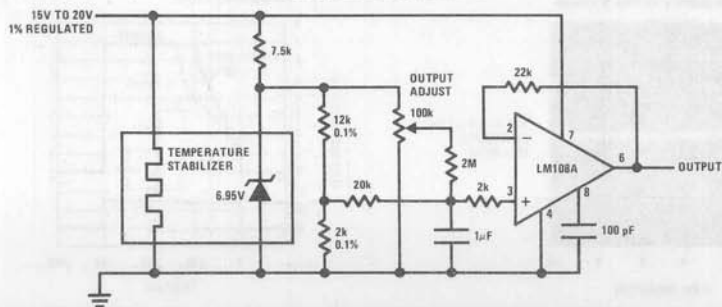 15V TO 20V
1% REGULATED
7.5k
OUTPUT
ADJUST
22k
12k
0.1%
100k
2
7
TEMPERATURE
STABILIZER
2M
LM108A
6
OUTPUT
6.95V
20k
2k
3
8
4
2k
0.1%
1μF
100 pF